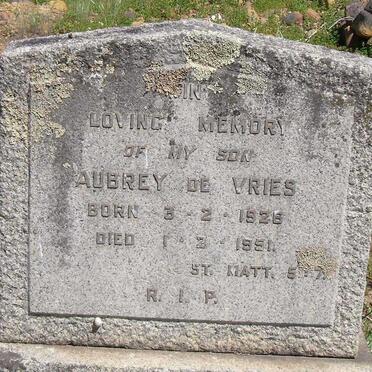 IN
LOVING MEMORY
OF MY SON
AUBREY DE VRIES
BORN 3-2-1926
DIED 1-3-1951.
ST. MATT. 5-7.
R. I. P.